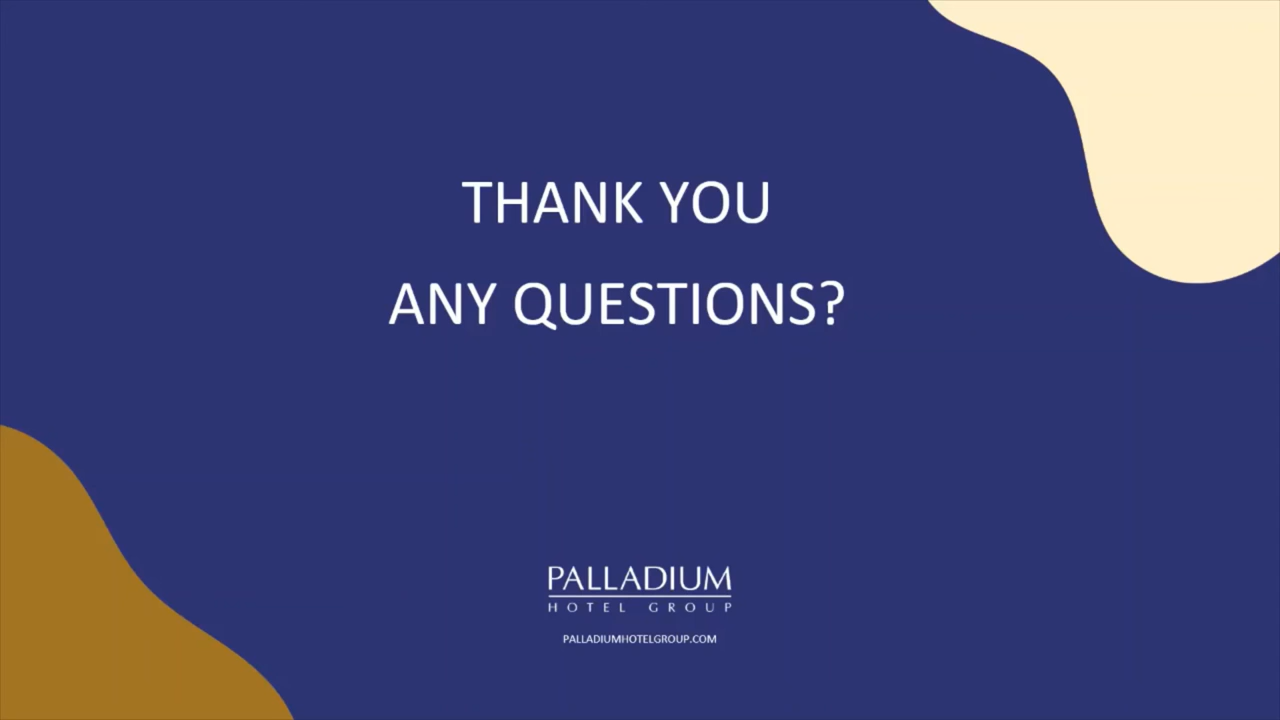 THANK YOU
ANY QUESTIONS?
PALLADIUM
HOTEL GROUP
PALLADIUMHOTELGROUP.COM